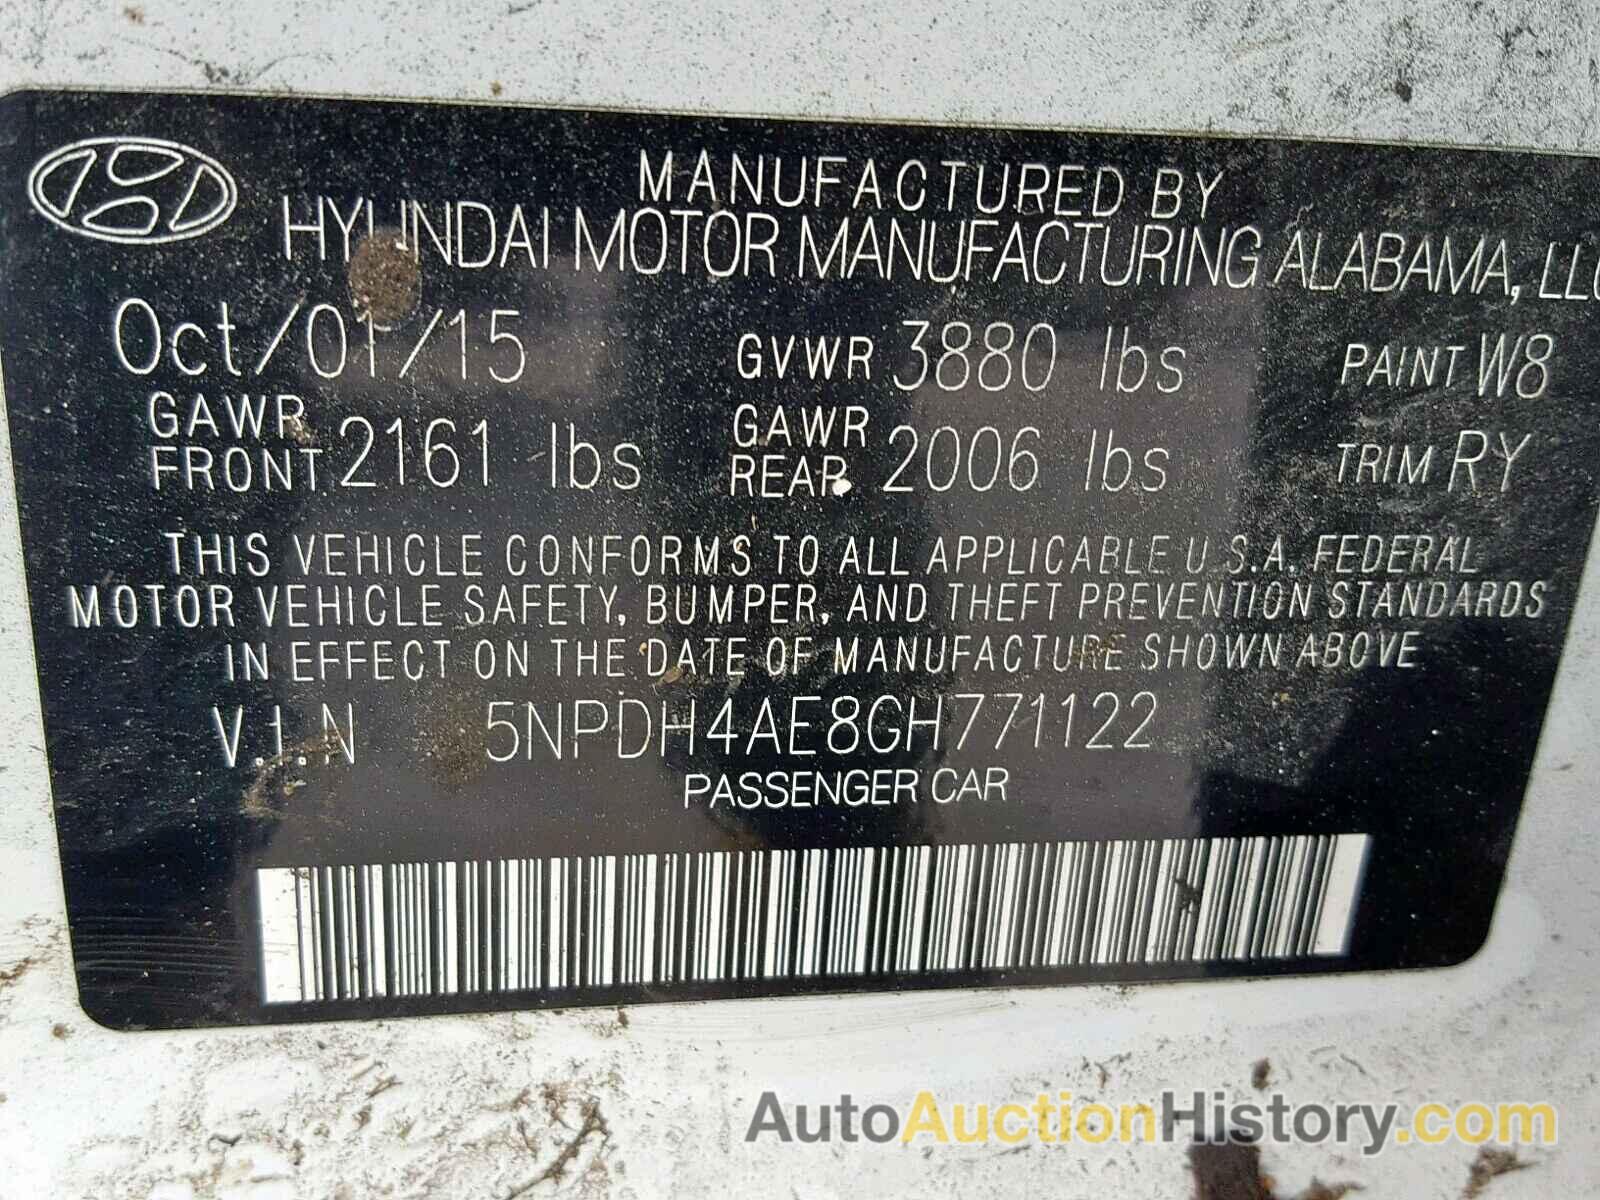 MANUFACTURED BY
HYUNDAI MOTOR MANUFACTURING ALABAMA, LLC
Oct/01/15 GVWR 3880 lbs PAINT W8
GAWR FRONT 2161 lbs GAWR REAR 2006 lbs TRIM RY
THIS VEHICLE CONFORMS TO ALL APPLICABLE U.S.A. FEDERAL
MOTOR VEHICLE SAFETY, BUMPER, AND THEFT PREVENTION STANDARDS
IN EFFECT ON THE DATE OF MANUFACTURE SHOWN ABOVE
V.I.N 5NPDH4AE8GH771122
PASSENGER CAR
AutoAuctionHistory.com